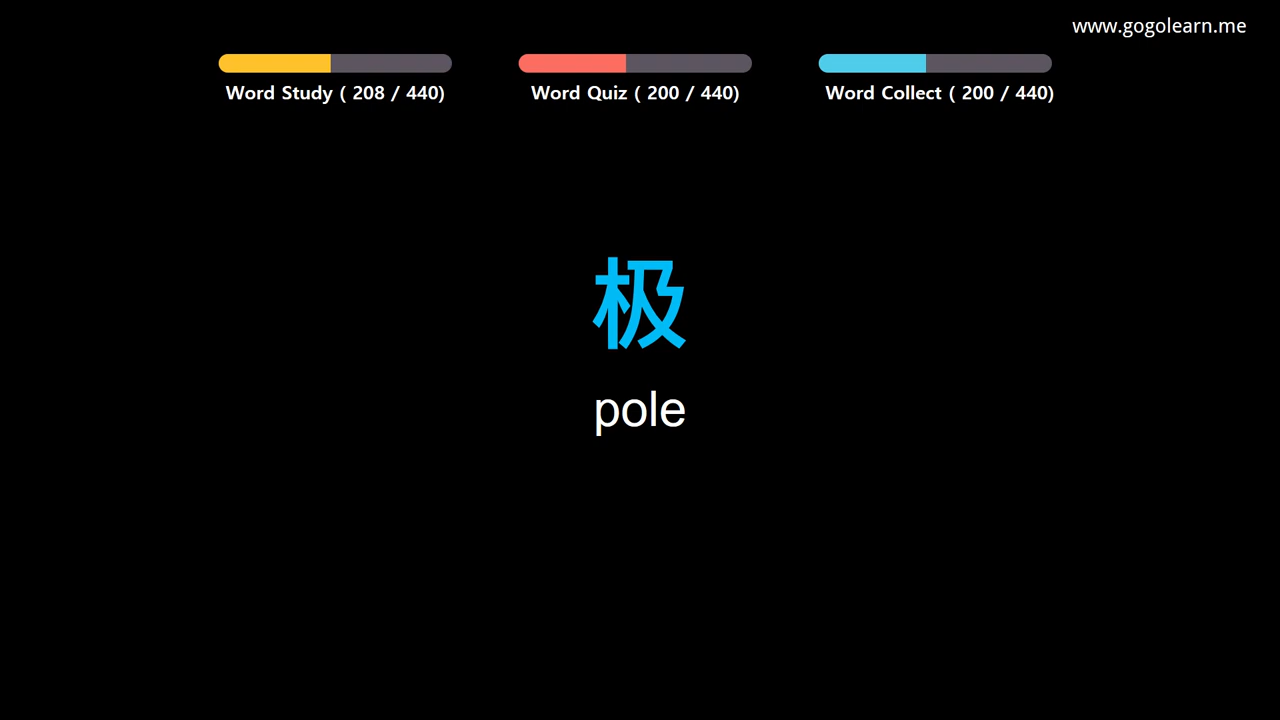 www.gogolearn.me
Word Study ( 208 / 440)
Word Quiz ( 200 / 440)
Word Collect ( 200 / 440)
极
pole